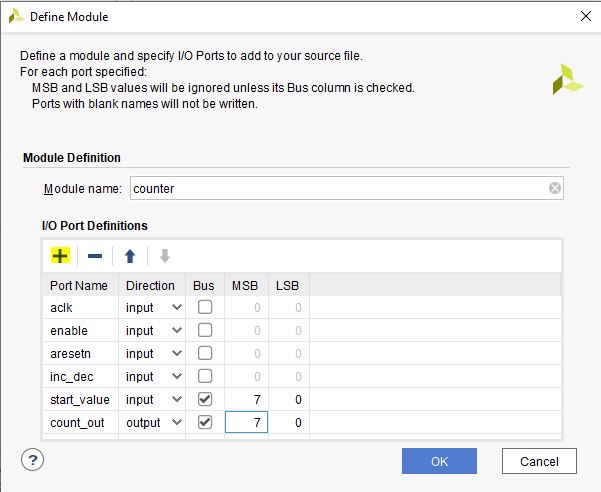 Define Module
Define a module and specify I/O Ports to add to your source file.
For each port specified:
MSB and LSB values will be ignored unless its Bus column is checked.
Ports with blank names will not be written.
Module Definition
Module name: counter
I/O Port Definitions
Port Name Direction Bus MSB LSB
aclk input 0 0
enable input 0 0
aresetn input 0 0
inc_dec input 0 0
start_value input 7 0
count_out output 7 0
? OK Cancel